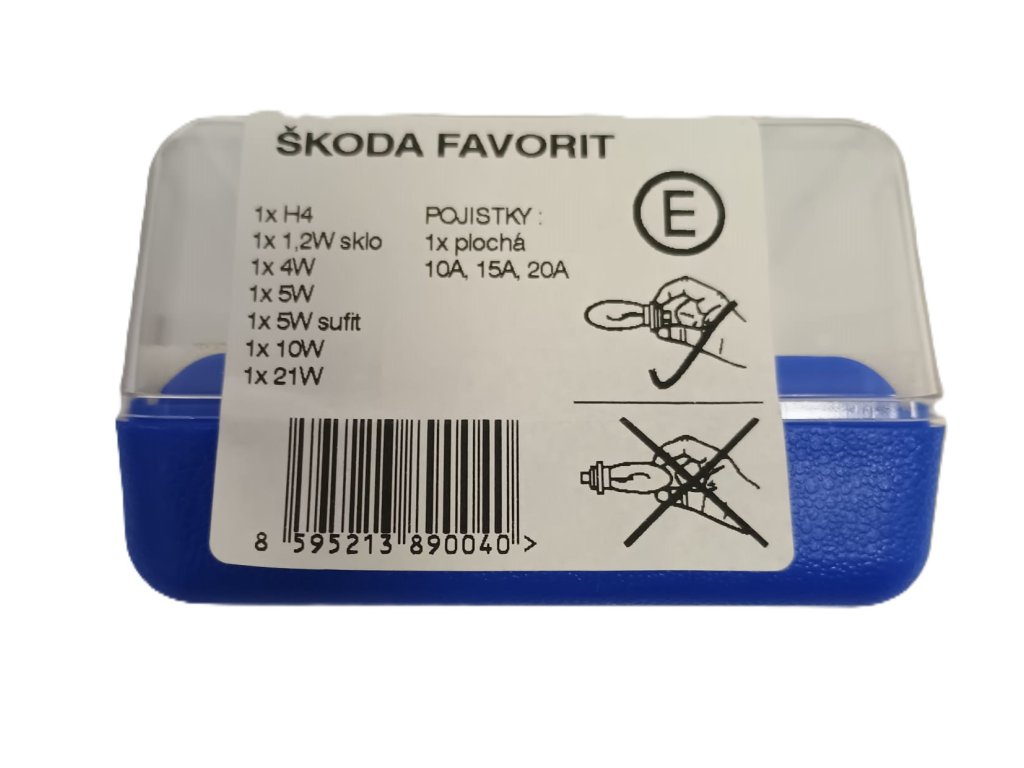 ŠKODA FAVORIT
1x H4
1x 1,2W sklo
1x 4W
1x 5W
1x 5W sufit
1x 10W
1x 21W
POJISTKY :
1x plochá
10A, 15A, 20A
E
8 595213 890040 >